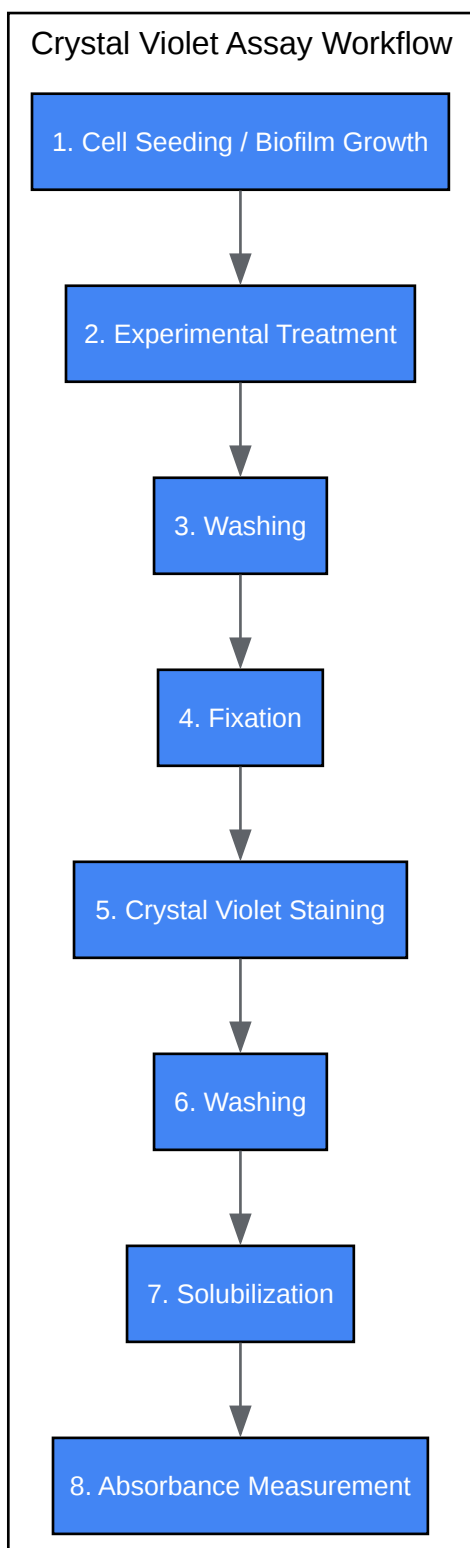 Crystal Violet Assay Workflow
1. Cell Seeding / Biofilm Growth
2. Experimental Treatment
3. Washing
4. Fixation
5. Crystal Violet Staining
6. Washing
7. Solubilization
8. Absorbance Measurement